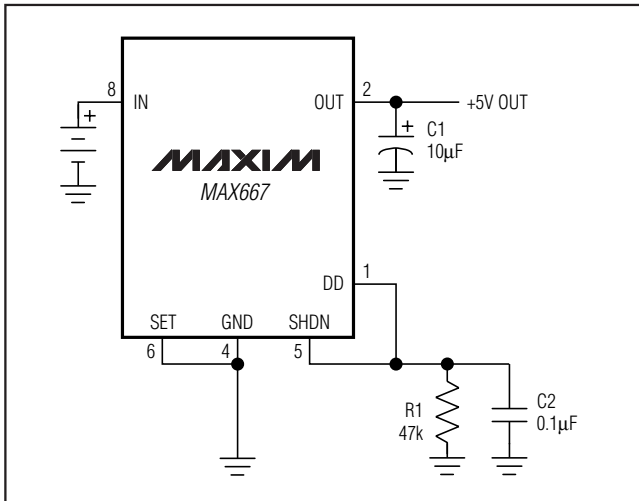 8
IN
+
OUT
2
+5V OUT
+
C1
10µF
MAXIM
MAX667
DD
1
SET
GND
SHDN
6
4
5
R1
47k
C2
0.1µF